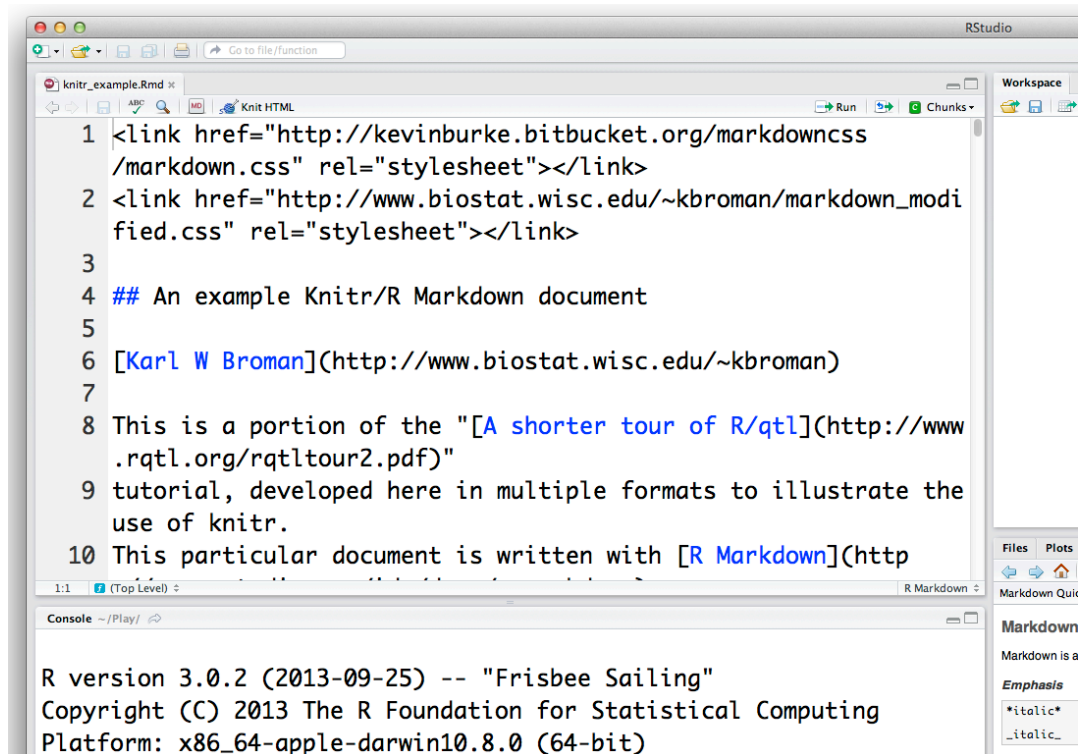 RStudio
Go to file/function
knitr_example.Rmd
ABC MD Knit HTML Run C Chunks
1 <link href="http://kevinburke.bitbucket.org/markdowncss
/markdown.css" rel="stylesheet"></link>
2 <link href="http://www.biostat.wisc.edu/~kbroman/markdown_modi
fied.css" rel="stylesheet"></link>
3
4 ## An example Knitr/R Markdown document
5
6 [Karl W Broman](http://www.biostat.wisc.edu/~kbroman)
7
8 This is a portion of the "[A shorter tour of R/qtl](http://www
.rqtl.org/rqtltour2.pdf)"
9 tutorial, developed here in multiple formats to illustrate the
use of knitr.
10 This particular document is written with [R Markdown](http
1:1 (Top Level) R Markdown
Console ~/Play/
R version 3.0.2 (2013-09-25) -- "Frisbee Sailing"
Copyright (C) 2013 The R Foundation for Statistical Computing
Platform: x86_64-apple-darwin10.8.0 (64-bit)
Workspace
Files Plots
Markdown Quic
Markdown
Markdown is a
Emphasis
*italic*
_italic_